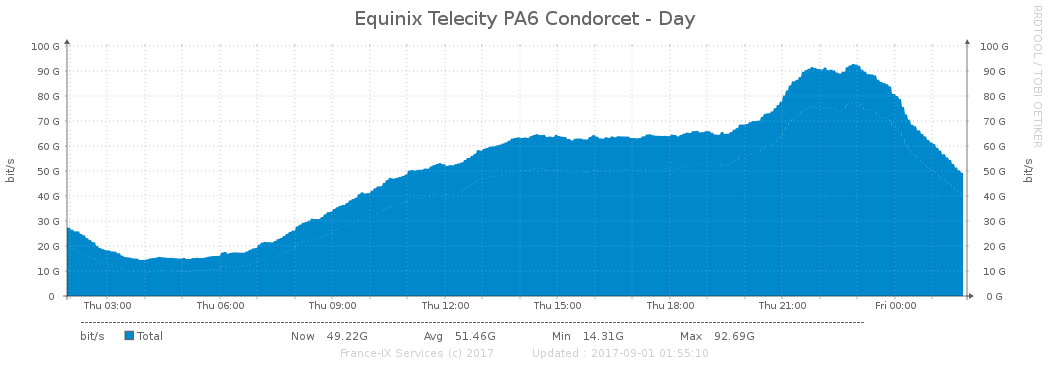 Equinix Telecity PA6 Condorcet - Day
RRDTOOL / TOBI OETIKER
100 G 100 G
90 G 90 G
80 G 80 G
70 G 70 G
60 G 60 G
50 G 50 G
40 G 40 G
30 G 30 G
20 G 20 G
10 G 10 G
0 0 G
bit/s bit/s
Thu 03:00 Thu 06:00 Thu 09:00 Thu 12:00 Thu 15:00 Thu 18:00 Thu 21:00 Fri 00:00
bit/s Total Now 49.22G Avg 51.46G Min 14.31G Max 92.69G
France-IX Services (c) 2017 Updated : 2017-09-01 01:55:10